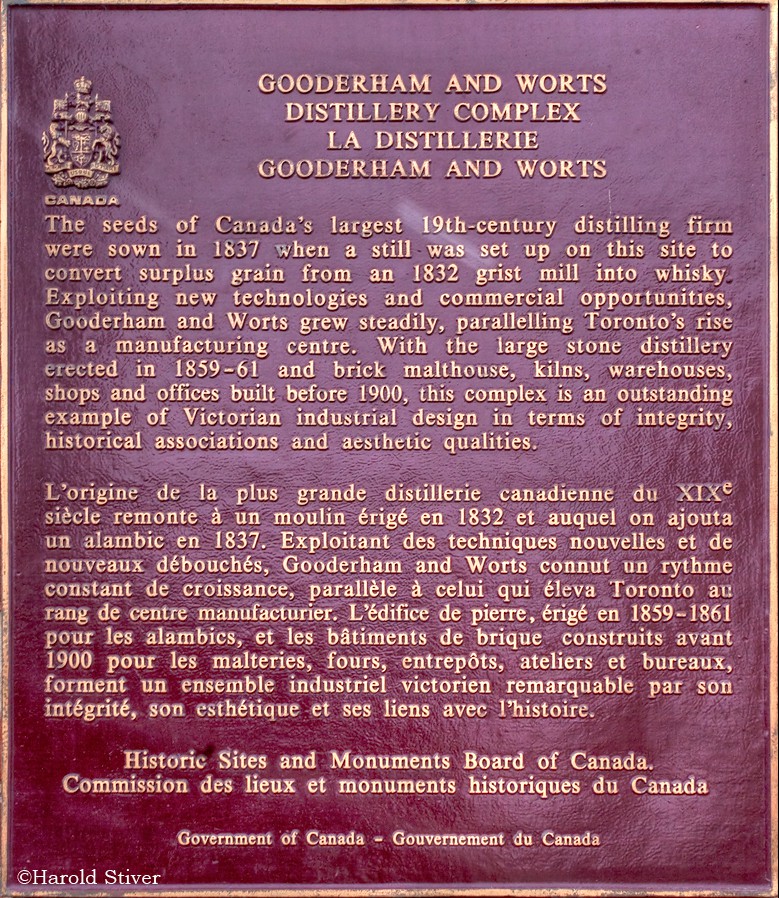 GOODERHAM AND WORTS
DISTILLERY COMPLEX
LA DISTILLERIE
GOODERHAM AND WORTS
CANADA
The seeds of Canada's largest 19th-century distilling firm
were sown in 1837 when a still was set up on this site to
convert surplus grain from an 1832 grist mill into whisky.
Exploiting new technologies and commercial opportunities,
Gooderham and Worts grew steadily, parallelling Toronto's rise
as a manufacturing centre. With the large stone distillery
erected in 1859-61 and brick malthouse, kilns, warehouses,
shops and offices built before 1900, this complex is an outstanding
example of Victorian industrial design in terms of integrity,
historical associations and aesthetic qualities.
L'origine de la plus grande distillerie canadienne du XIXe
siècle remonte à un moulin érigé en 1832 et auquel on ajouta
un alambic en 1837. Exploitant des techniques nouvelles et de
nouveaux débouchés, Gooderham and Worts connut un rythme
constant de croissance, parallèle à celui qui éleva Toronto au
rang de centre manufacturier. L'édifice de pierre, érigé en 1859-1861
pour les alambics, et les bâtiments de brique construits avant
1900 pour les malteries, fours, entrepôts, ateliers et bureaux,
forment un ensemble industriel victorien remarquable par son
intégrité, son esthétique et ses liens avec l'histoire.
Historic Sites and Monuments Board of Canada.
Commission des lieux et monuments historiques du Canada
Government of Canada - Gouvernement du Canada
©Harold Stiver